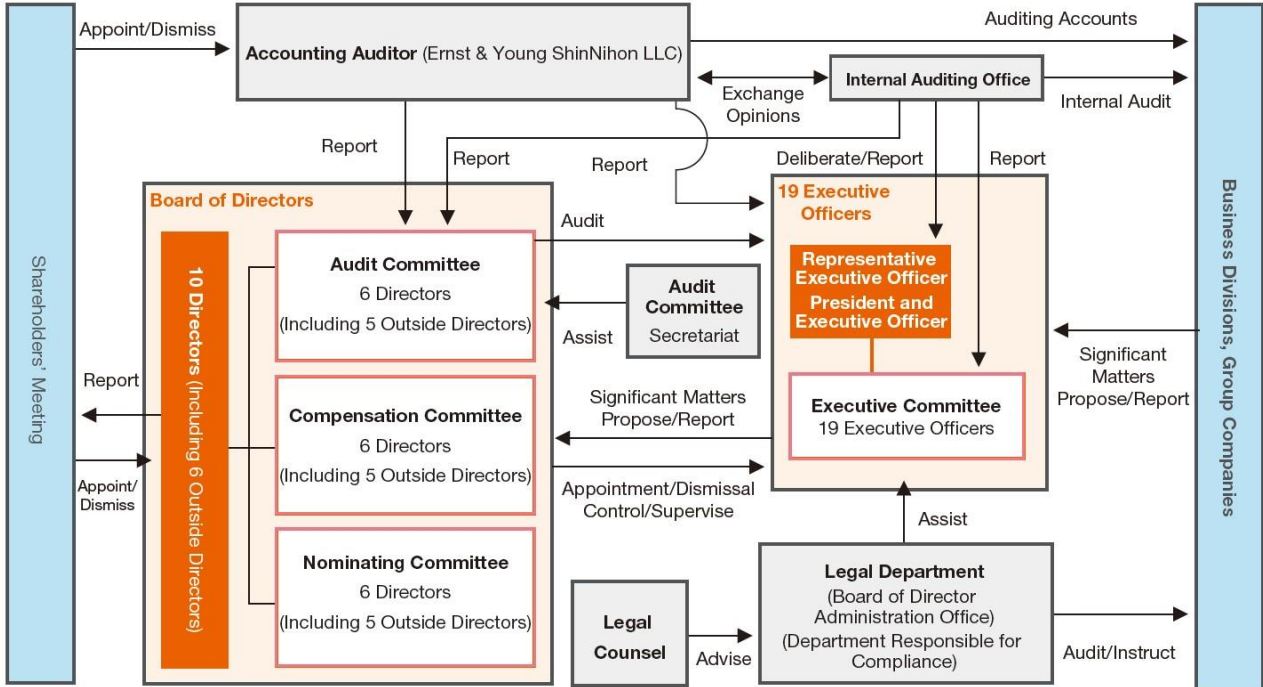 Appoint/Dismiss
Accounting Auditor (Ernst & Young ShinNihon LLC)
Auditing Accounts
Internal Auditing Office
Exchange
Opinions
Internal Audit
Report
Report
Report
Deliberate/Report
Report
Shareholders' Meeting
Board of Directors
10 Directors (Including 6 Outside Directors)
Audit Committee
6 Directors
(Including 5 Outside Directors)
Audit
Audit
Committee
Secretariat
Assist
19 Executive
Officers
Representative
Executive Officer
President and
Executive Officer
Executive Committee
19 Executive Officers
Business Divisions, Group Companies
Significant
Matters
Propose/Report
Report
Appoint/
Dismiss
Compensation Committee
6 Directors
(Including 5 Outside Directors)
Significant Matters
Propose/Report
Appointment/Dismissal
Control/Supervise
Nominating Committee
6 Directors
(Including 5 Outside Directors)
Assist
Legal
Counsel
Advise
Legal Department
(Board of Director
Administration Office)
(Department Responsible for
Compliance)
Audit/Instruct